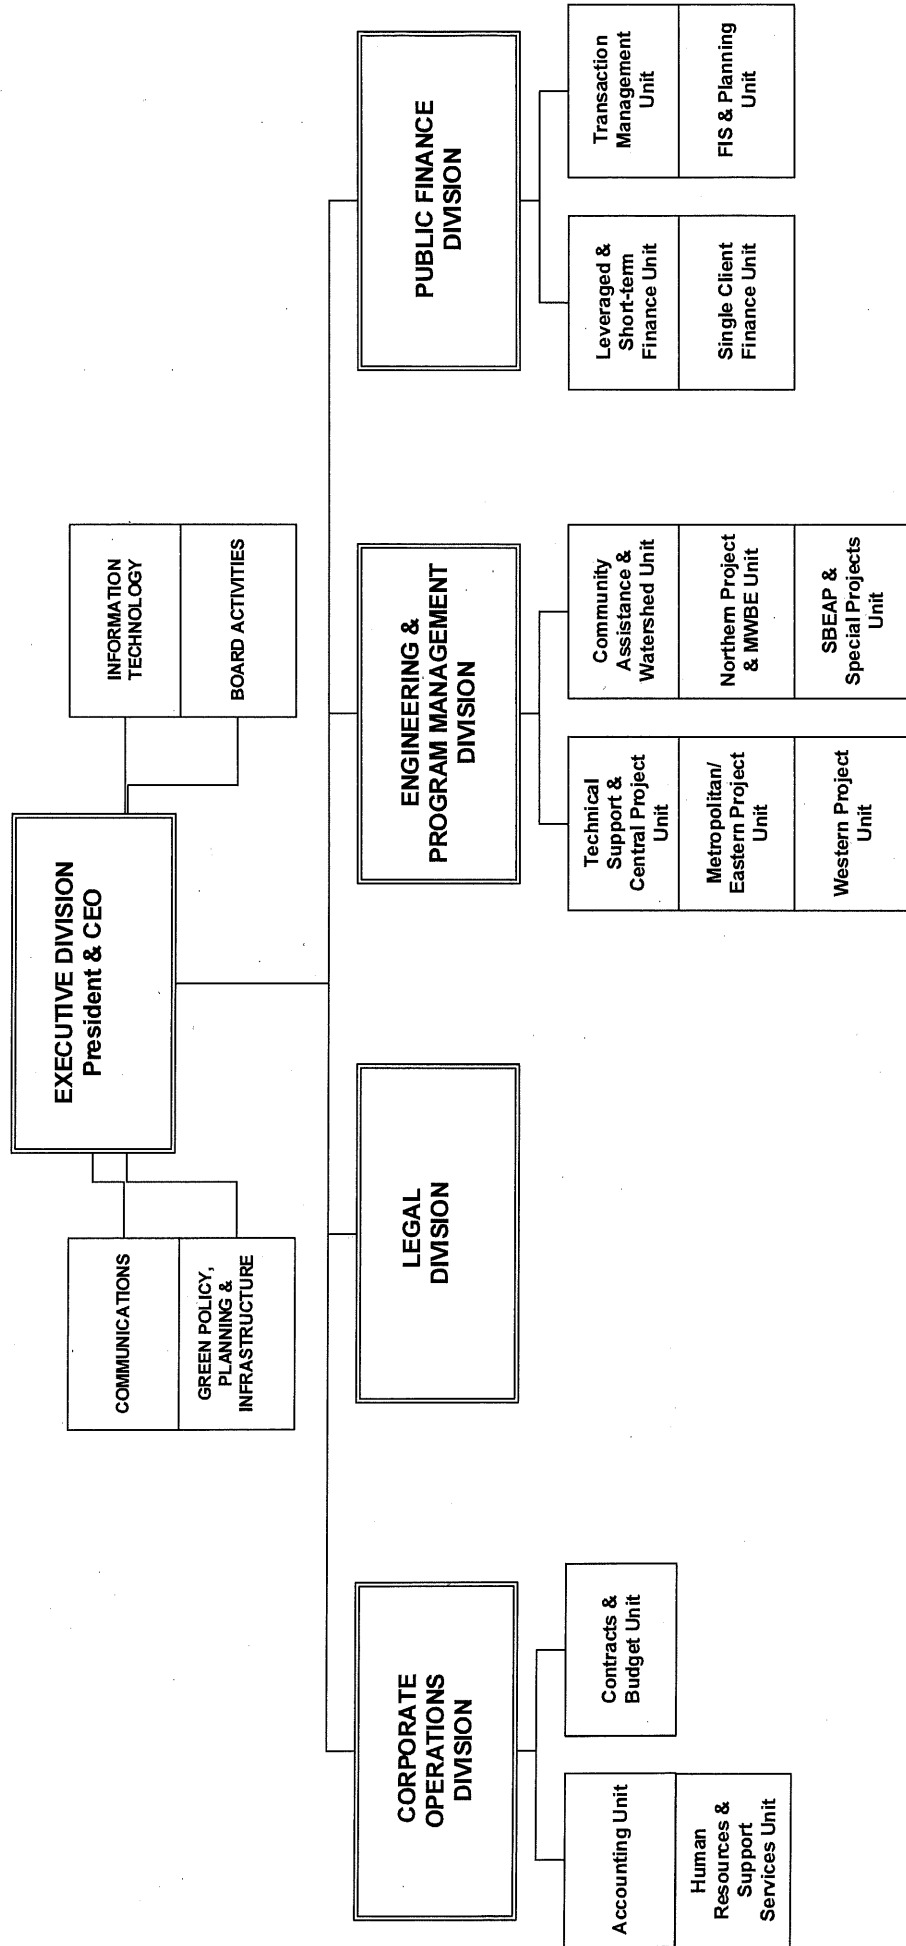 EXECUTIVE DIVISION
President & CEO
COMMUNICATIONS
GREEN POLICY,
PLANNING &
INFRASTRUCTURE
INFORMATION
TECHNOLOGY
BOARD ACTIVITIES
CORPORATE
OPERATIONS
DIVISION
LEGAL
DIVISION
ENGINEERING &
PROGRAM MANAGEMENT
DIVISION
PUBLIC FINANCE
DIVISION
Accounting Unit
Human
Resources &
Support
Services Unit
Contracts &
Budget Unit
Technical
Support &
Central Project
Unit
Metropolitan/
Eastern Project
Unit
Western Project
Unit
Community
Assistance &
Watershed Unit
Northern Project
& MWBE Unit
SBEAP &
Special Projects
Unit
Leveraged &
Short-term
Finance Unit
Single Client
Finance Unit
Transaction
Management
Unit
FIS & Planning
Unit